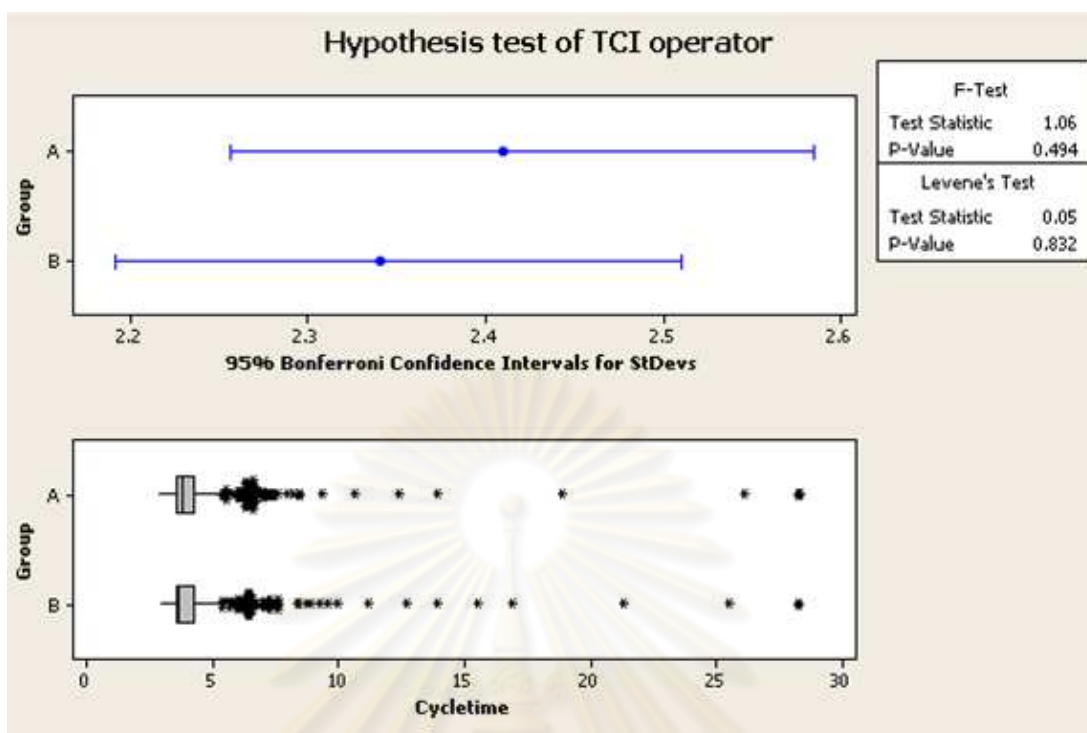 Hypothesis test of TCI operator
A
B
Group
2.2 2.3 2.4 2.5 2.6
95% Bonferroni Confidence Intervals for StDevs
F-Test
Test Statistic 1.06
P-Value 0.494
Levene's Test
Test Statistic 0.05
P-Value 0.832
A
B
Group
0 5 10 15 20 25 30
Cycletime